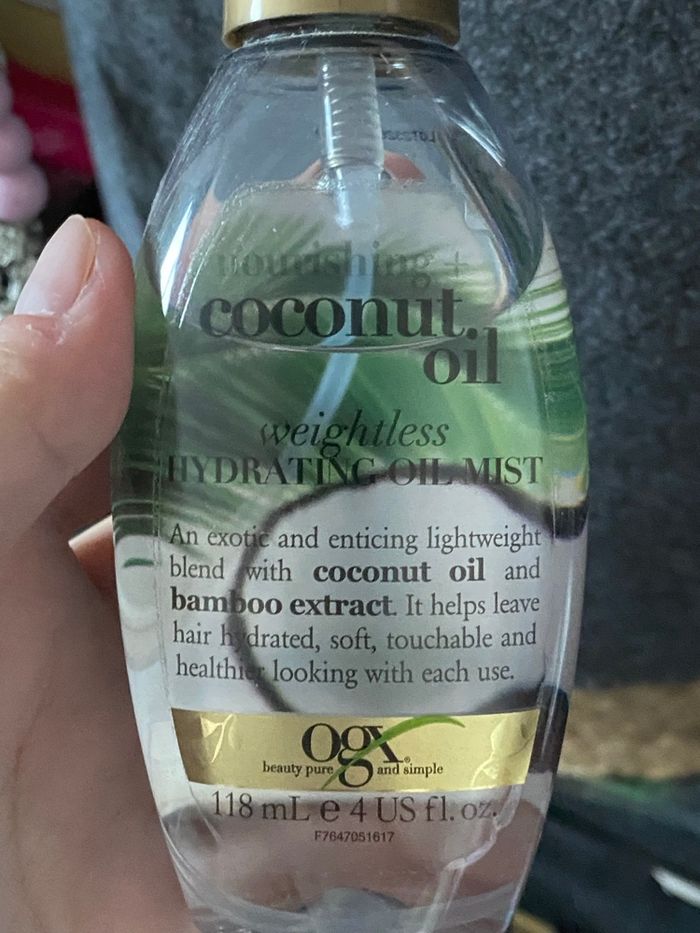 nourishing +
coconut
oil
weightless
HYDRATING OIL MIST
An exotic and enticing lightweight
blend with coconut oil and
bamboo extract. It helps leave
hair hydrated, soft, touchable and
healthier looking with each use.
ogx®
beauty pure and simple
118 mL e 4 US fl. oz.
F7647051617